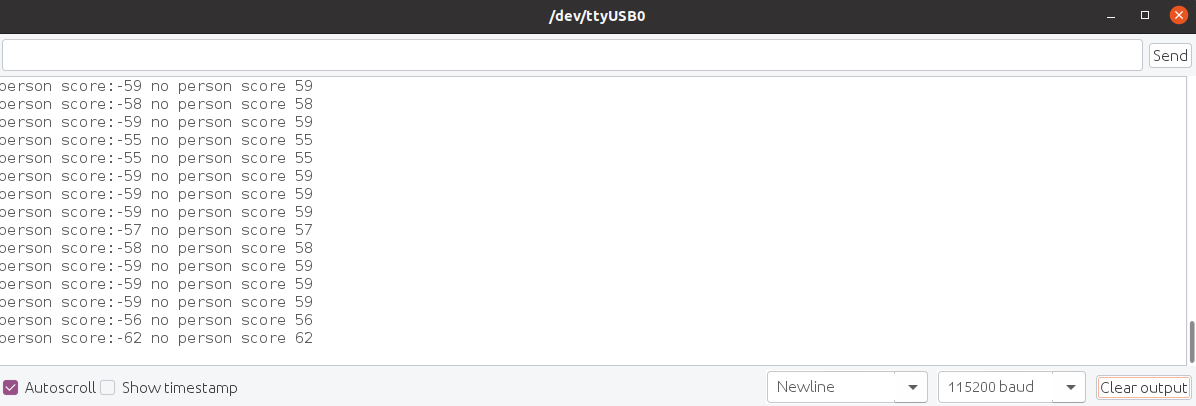 /dev/ttyUSB0
Send
person score:-59 no person score 59
person score:-58 no person score 58
person score:-59 no person score 59
person score:-55 no person score 55
person score:-55 no person score 55
person score:-59 no person score 59
person score:-59 no person score 59
person score:-59 no person score 59
person score:-57 no person score 57
person score:-58 no person score 58
person score:-59 no person score 59
person score:-59 no person score 59
person score:-59 no person score 59
person score:-56 no person score 56
person score:-62 no person score 62
Autoscroll Show timestamp Newline 115200 baud Clear output